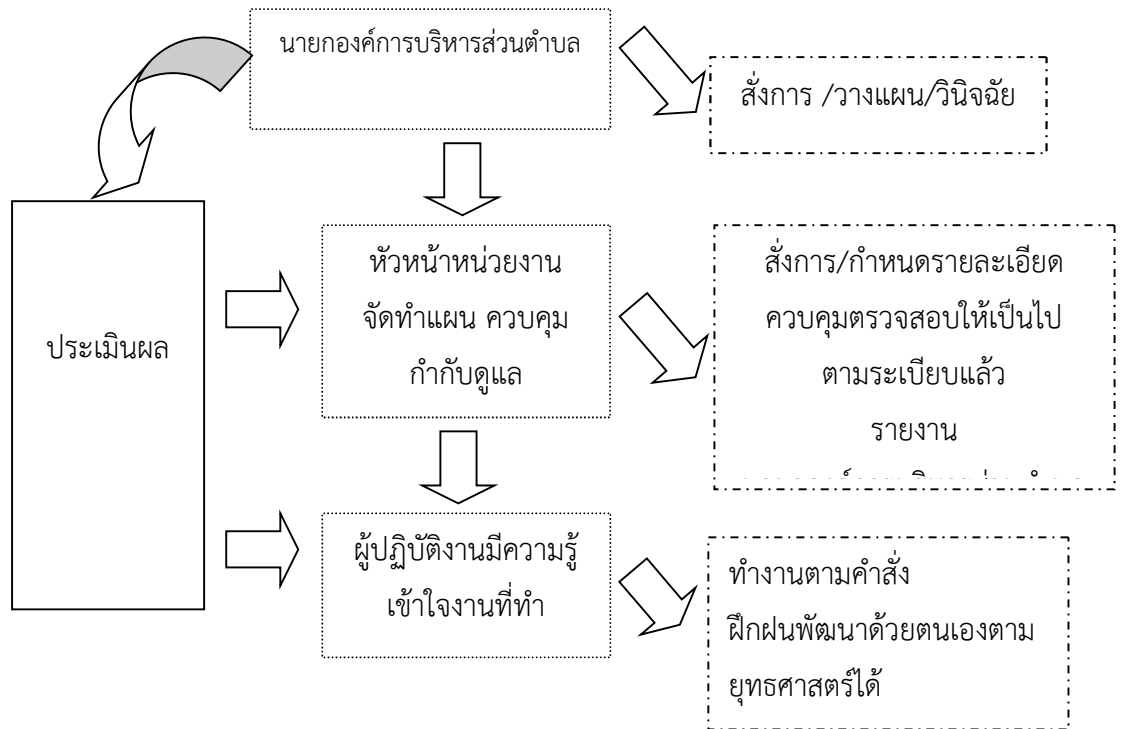 นายกองค์การบริหารส่วนตำบล
สั่งการ /วางแผน/วินิจฉัย
ประเมินผล
หัวหน้าหน่วยงาน
จัดทำแผน ควบคุม
กำกับดูแล
สั่งการ/กำหนดรายละเอียด
ควบคุมตรวจสอบให้เป็นไป
ตามระเบียบแล้ว
รายงาน
ผู้ปฏิบัติงานมีความรู้
เข้าใจงานที่ทำ
ทำงานตามคำสั่ง
ฝึกฝนพัฒนาด้วยตนเองตาม
ยุทธศาสตร์ได้